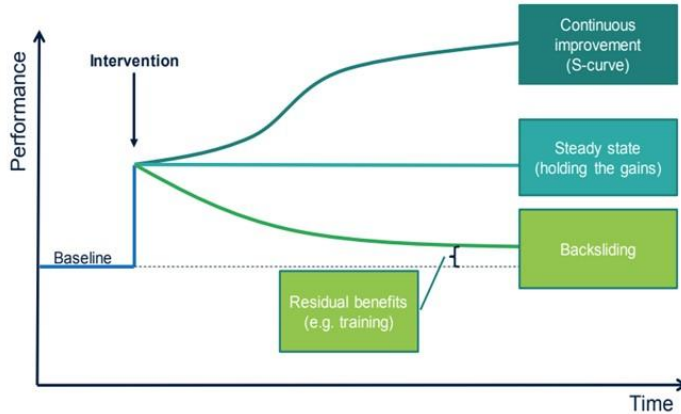 Continuous
improvement
(S-curve)
Intervention
Performance
Steady state
(holding the gains)
Baseline
Backsliding
Residual benefits
(e.g. training)
Time